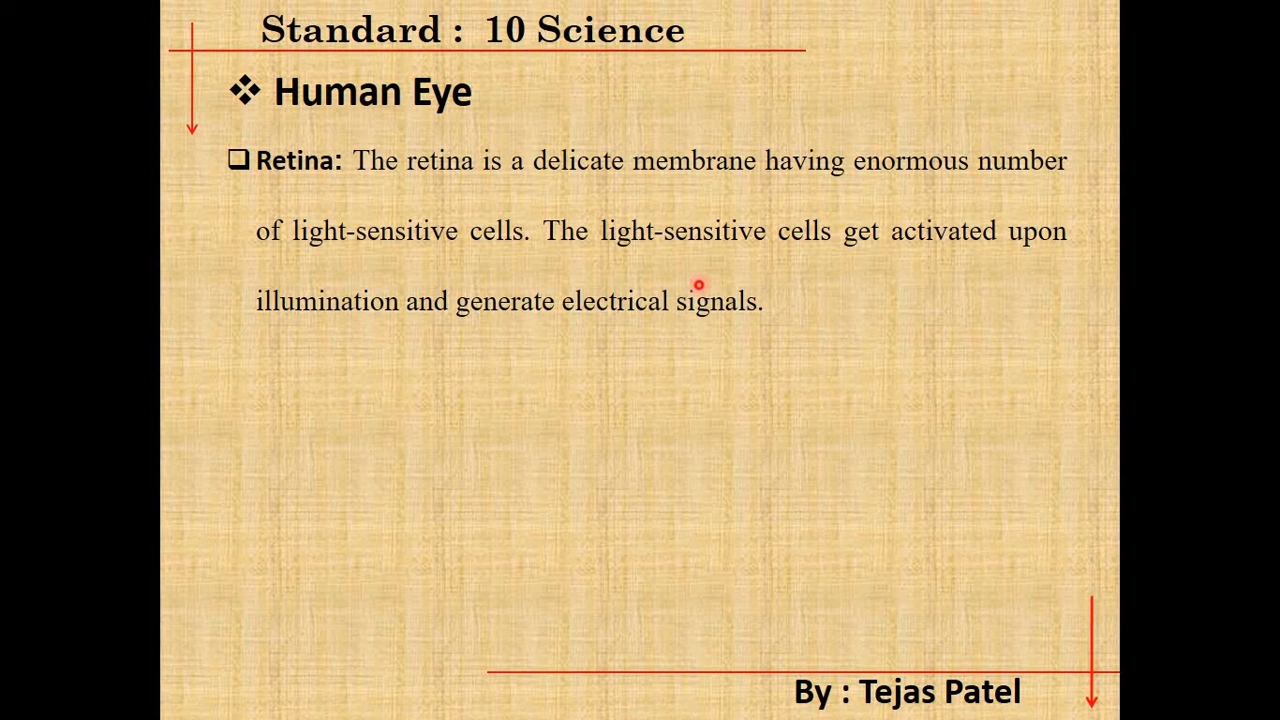 Standard : 10 Science
Human Eye
Retina: The retina is a delicate membrane having enormous number
of light-sensitive cells. The light-sensitive cells get activated upon
illumination and generate electrical signals.
By : Tejas Patel